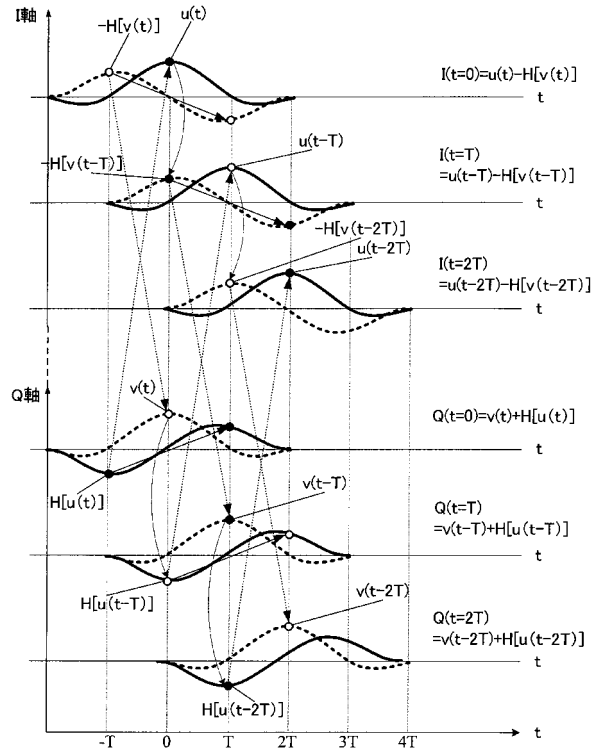 I軸
-H[v(t)]
u(t)
I(t=0)=u(t)-H[v(t)]
t
u(t-T)
-H[v(t-T)]
I(t=T)
=u(t-T)-H[v(t-T)]
t
-H[v(t-2T)]
u(t-2T)
I(t=2T)
=u(t-2T)-H[v(t-2T)]
t
Q軸
v(t)
Q(t=0)=v(t)+H[u(t)]
t
H[u(t)]
v(t-T)
Q(t=T)
=v(t-T)+H[u(t-T)]
t
H[u(t-T)]
v(t-2T)
Q(t=2T)
=v(t-2T)+H[u(t-2T)]
t
H[u(t-2T)]
-T 0 T 2T 3T 4T
t